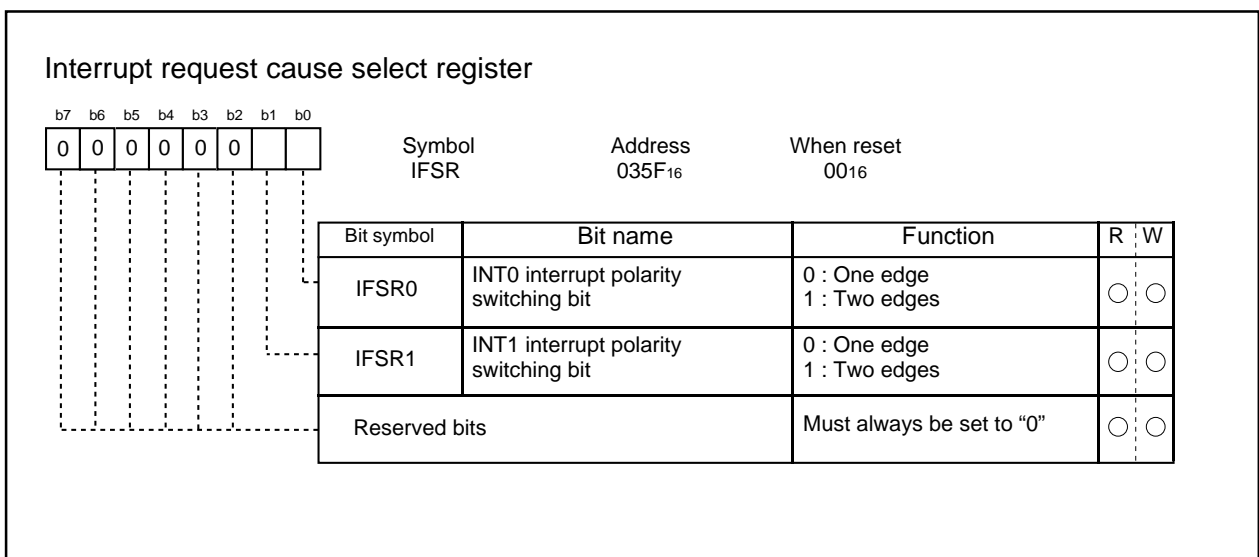 Interrupt request cause select register
b7 b6 b5 b4 b3 b2 b1 b0
0 0 0 0 0 0
Symbol Address When reset
IFSR 035F16 0016
Bit symbol Bit name Function R W
IFSR0 INT0 interrupt polarity switching bit 0 : One edge
1 : Two edges
IFSR1 INT1 interrupt polarity switching bit 0 : One edge
1 : Two edges
Reserved bits Must always be set to “0”